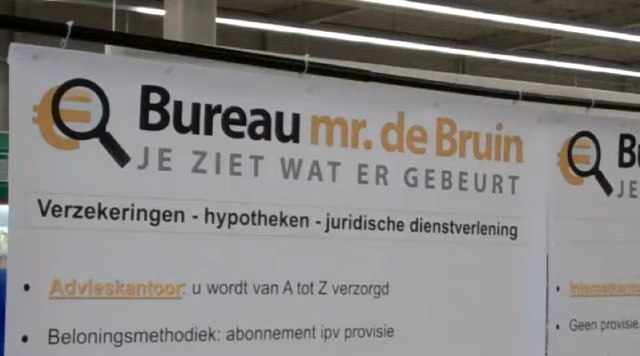 Bureau mr. de Bruin
JE ZIET WAT ER GEBEURT
Verzekeringen - hypotheken - juridische dienstverlening
• Advieskantoor: u wordt van A tot Z verzorgd
• Beloningsmethodiek: abonnement ipv provisie
JE
• Geen provisie